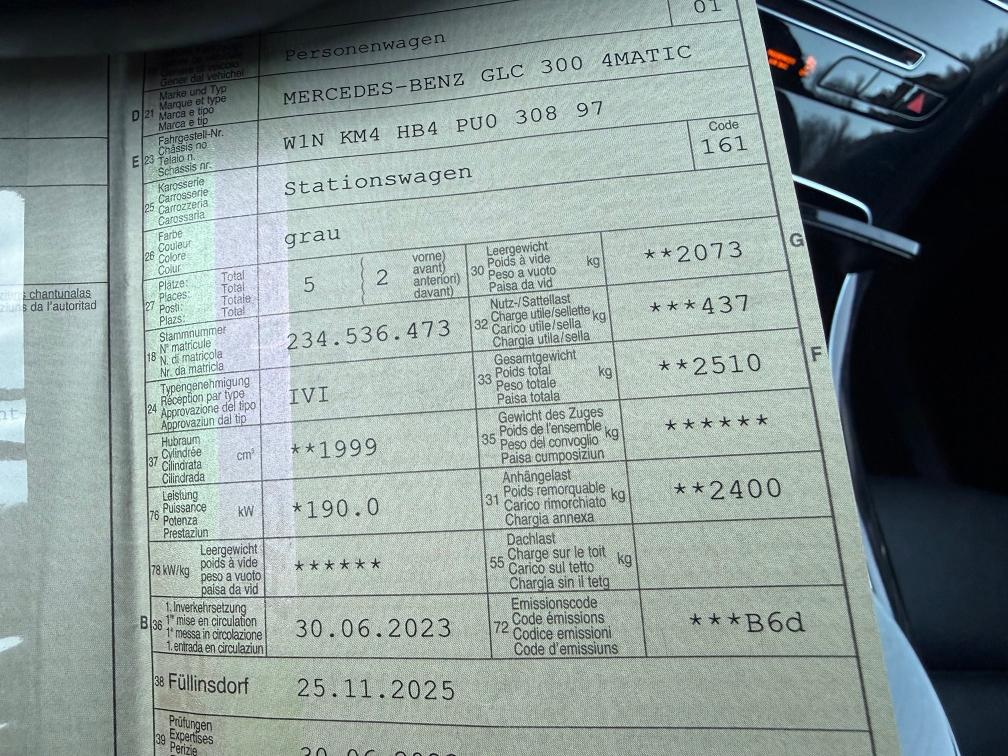 01
Personenwagen
Gener dal vehichel
D 21 Marke und Typ
Marque et type
Marca e tipo
Marca e tip
MERCEDES-BENZ GLC 300 4MATIC
E 23 Fahrgestell-Nr.
Châssis no
Telaio n.
Schassis nr.
W1N KM4 HB4 PU0 308 97
25 Karosserie
Carrosserie
Carrozzeria
Carossaria
Stationswagen
Code
161
26 Farbe
Couleur
Colore
Colur
grau
27 Plätze: Total
Places: Total
Posti: Totale
Plazs: Total
5
2
vorne)
avant)
anteriori)
davant)
30 Leergewicht
Poids à vide
Peso a vuoto
Paisa da vid
kg
**2073
G
18 Stammnummer
N° matricule
N. di matricola
Nr. da matricla
234.536.473
32 Nutz-/Sattellast
Charge utile/sellette
Carico utile/sella
Chargia utila/sella
kg
***437
24 Typengenehmigung
Réception par type
Approvazione del tipo
Approvaziun dal tip
IVI
33 Gesamtgewicht
Poids total
Peso totale
Paisa totala
kg
**2510
F
37 Hubraum
Cylindrée
Cilindrata
Cilindrada
cm³
**1999
35 Gewicht des Zuges
Poids de l'ensemble
Peso del convoglio
Paisa cumposiziun
kg
******
76 Leistung
Puissance
Potenza
Prestaziun
kW
*190.0
31 Anhängelast
Poids remorquable
Carico rimorchiato
Chargia annexa
kg
**2400
78 kW/kg Leergewicht
poids à vide
peso a vuoto
paisa da vid
******
55 Dachlast
Charge sur le toit
Carico sul tetto
Chargia sin il tetg
kg
B 36 1. Inverkehrsetzung
1re mise en circulation
1a messa in circolazione
1. entrada en circulaziun
30.06.2023
72 Emissionscode
Code émissions
Codice emissioni
Code d'emissiuns
***B6d
38 Füllinsdorf
25.11.2025
39 Prüfungen
Expertises
Perizie
chantunalas
da l'autoritad